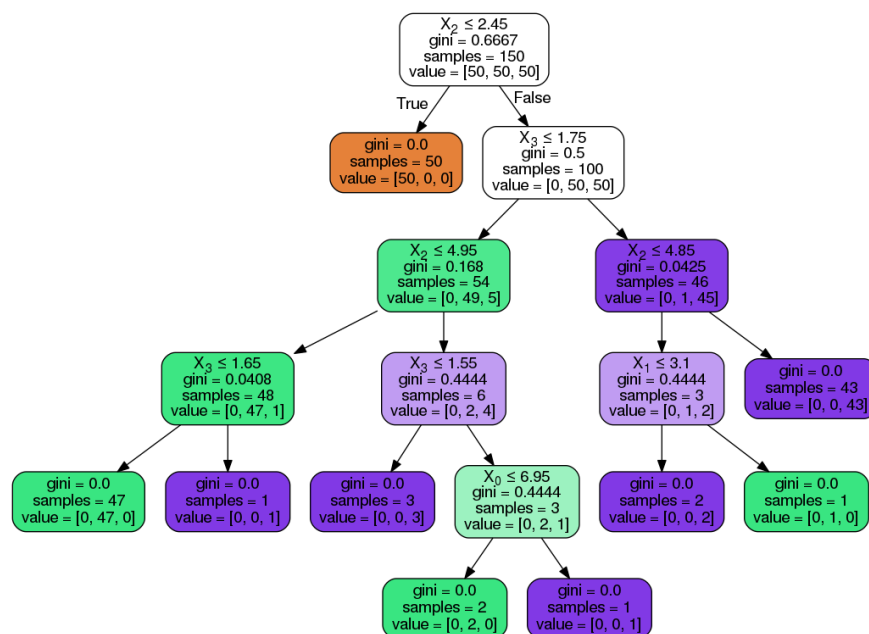 X2 ≤ 2.45
gini = 0.6667
samples = 150
value = [50, 50, 50]
True
False
gini = 0.0
samples = 50
value = [50, 0, 0]
X3 ≤ 1.75
gini = 0.5
samples = 100
value = [0, 50, 50]
X2 ≤ 4.95
gini = 0.168
samples = 54
value = [0, 49, 5]
X2 ≤ 4.85
gini = 0.0425
samples = 46
value = [0, 1, 45]
X3 ≤ 1.65
gini = 0.0408
samples = 48
value = [0, 47, 1]
X3 ≤ 1.55
gini = 0.4444
samples = 6
value = [0, 2, 4]
X1 ≤ 3.1
gini = 0.4444
samples = 3
value = [0, 1, 2]
gini = 0.0
samples = 43
value = [0, 0, 43]
gini = 0.0
samples = 47
value = [0, 47, 0]
gini = 0.0
samples = 1
value = [0, 0, 1]
gini = 0.0
samples = 3
value = [0, 0, 3]
X0 ≤ 6.95
gini = 0.4444
samples = 3
value = [0, 2, 1]
gini = 0.0
samples = 2
value = [0, 0, 2]
gini = 0.0
samples = 1
value = [0, 1, 0]
gini = 0.0
samples = 2
value = [0, 2, 0]
gini = 0.0
samples = 1
value = [0, 0, 1]